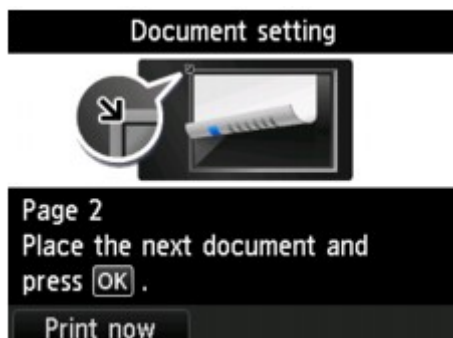 Document setting
Page 2
Place the next document and
press OK .
Print now